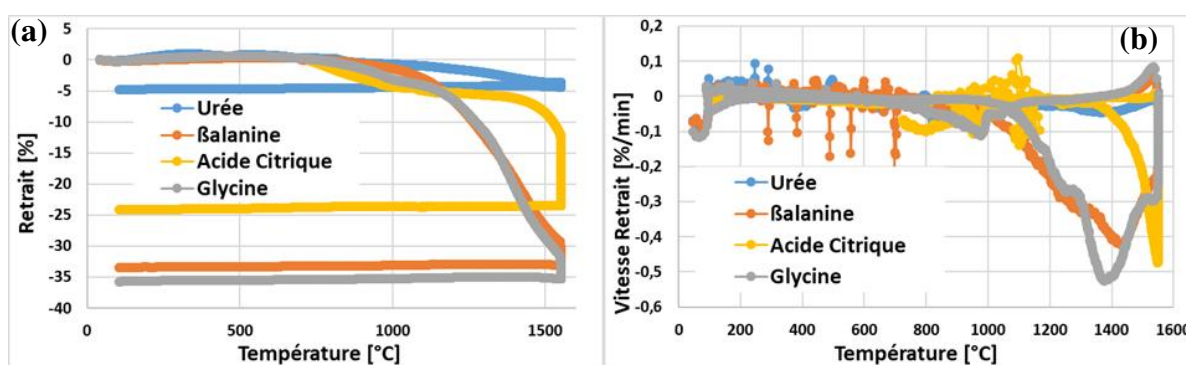 (a)
Retrait [%]
5
0
-5
-10
-15
-20
-25
-30
-35
-40
Urée
ßalanine
Acide Citrique
Glycine
0
500
1000
1500
Température [°C]
(b)
Vitesse Retrait [%/min]
0,2
0,1
0
-0,1
-0,2
-0,3
-0,4
-0,5
-0,6
Urée
ßalanine
Acide Citrique
Glycine
0 200 400 600 800 1000 1200 1400 1600
Température [°C]